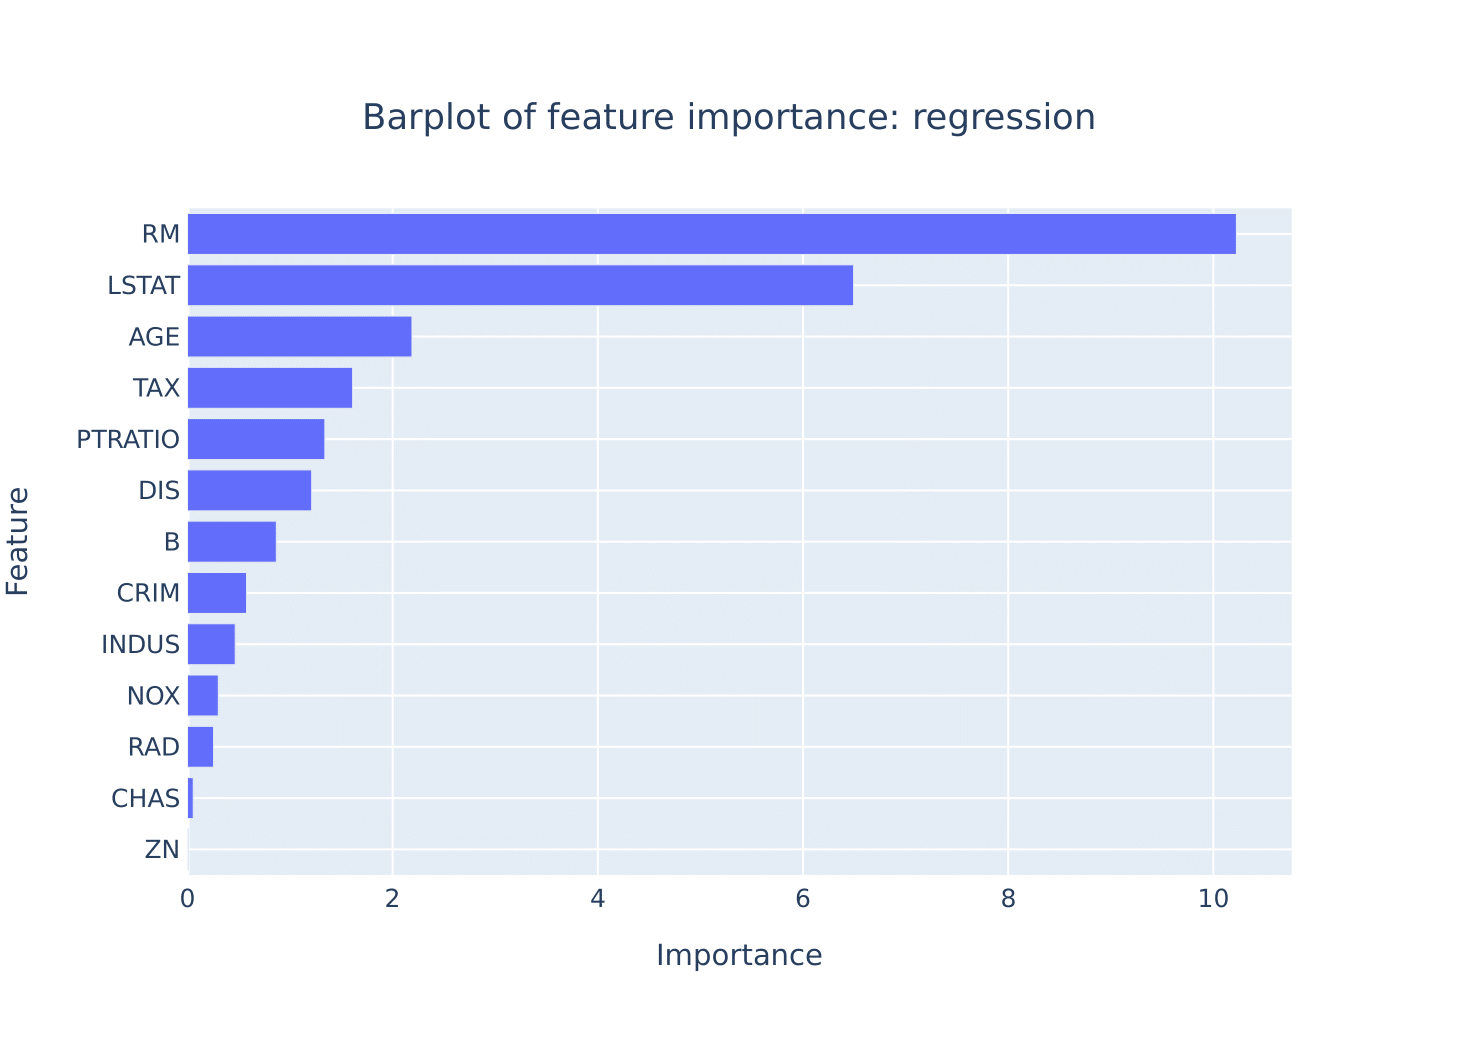 Barplot of feature importance: regression
Feature
RM
LSTAT
AGE
TAX
PTRATIO
DIS
B
CRIM
INDUS
NOX
RAD
CHAS
ZN
0 2 4 6 8 10
Importance